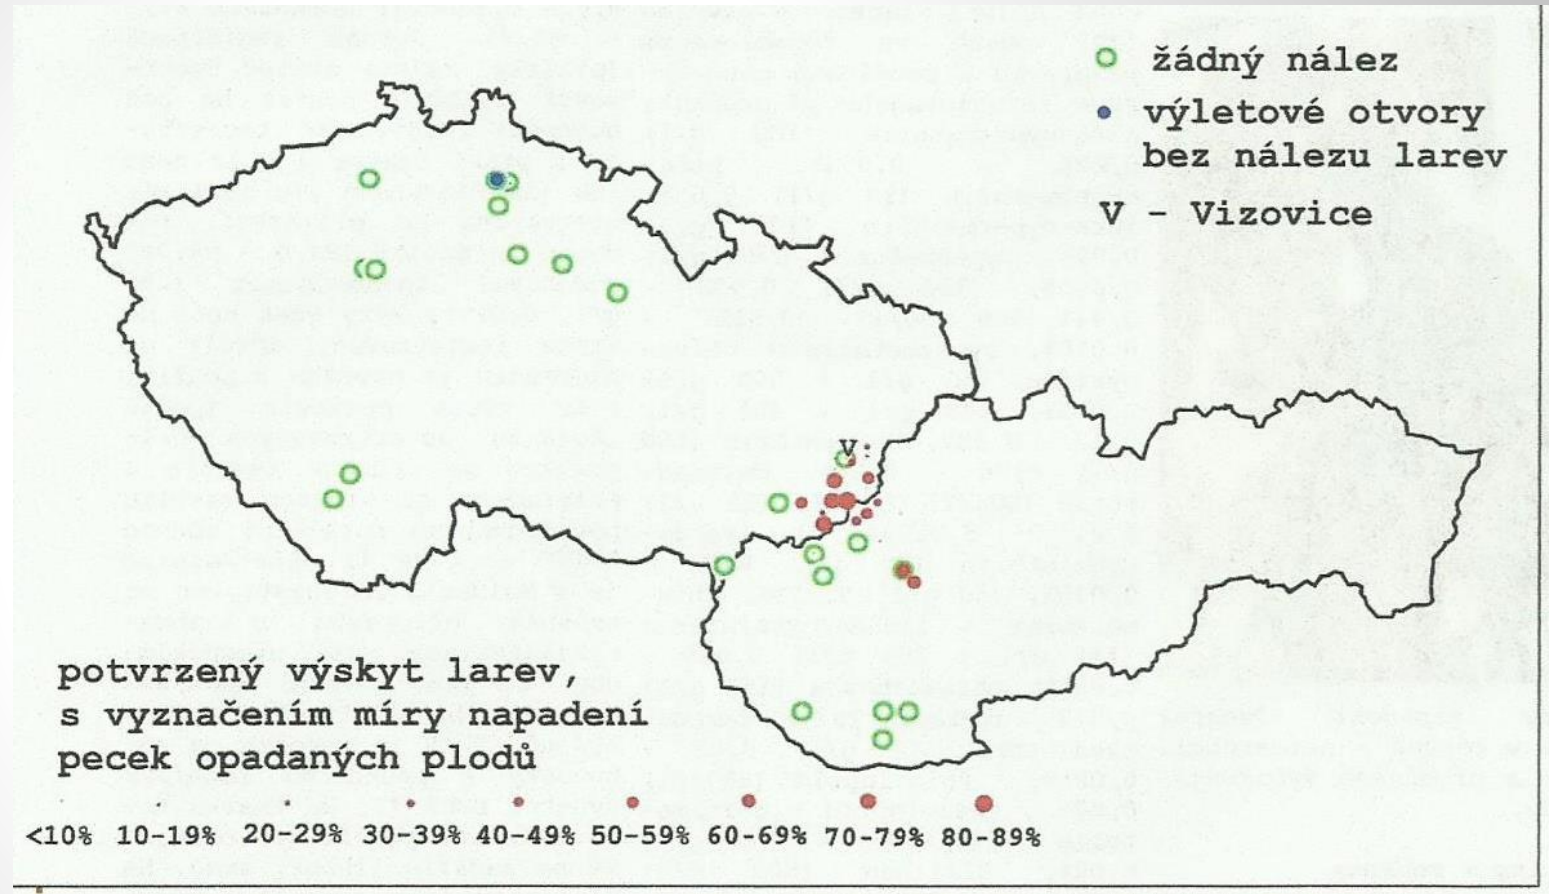 žádný nález
výletové otvory
bez nálezu larev
V - Vizovice
V
potvrzený výskyt larev,
s vyznačením míry napadení
pecek opadaných plodů
<10% 10-19% 20-29% 30-39% 40-49% 50-59% 60-69% 70-79% 80-89%